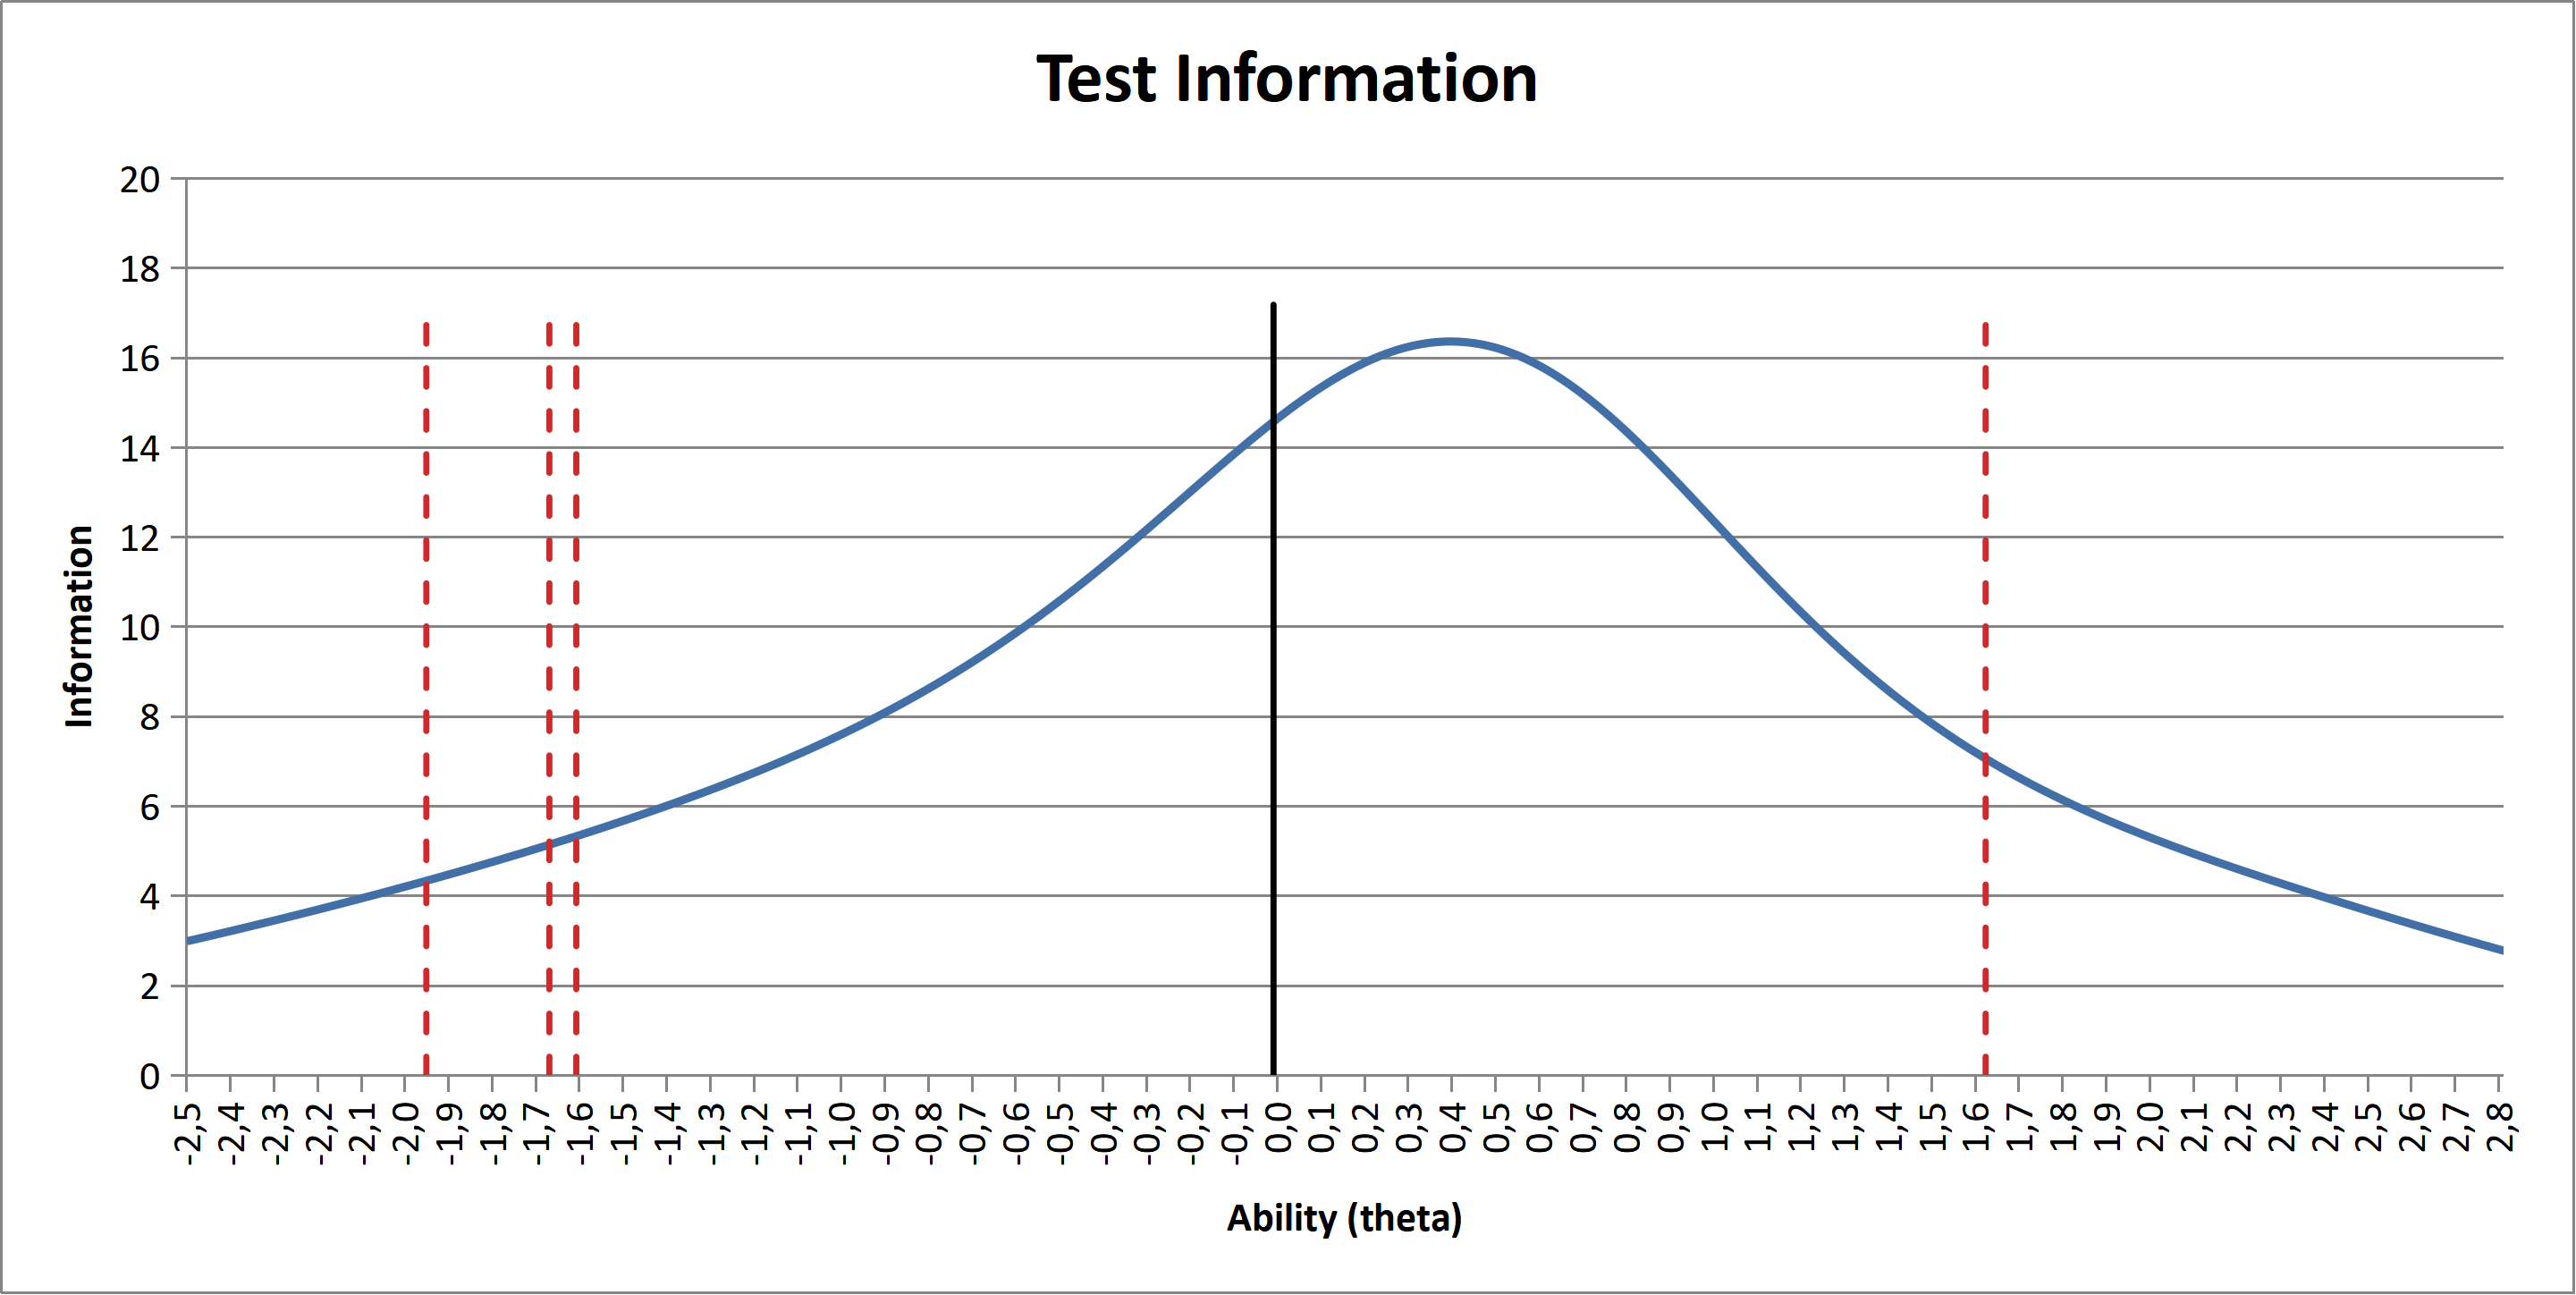 Test Information
20
18
16
14
12
10
8
6
4
2
0
Information
-2,5 -2,4 -2,3 -2,2 -2,1 -2,0 -1,9 -1,8 -1,7 -1,6 -1,5 -1,4 -1,3 -1,2 -1,1 -1,0 -0,9 -0,8 -0,7 -0,6 -0,5 -0,4 -0,3 -0,2 -0,1 0,0 0,1 0,2 0,3 0,4 0,5 0,6 0,7 0,8 0,9 1,0 1,1 1,2 1,3 1,4 1,5 1,6 1,7 1,8 1,9 2,0 2,1 2,2 2,3 2,4 2,5 2,6 2,7 2,8
Ability (theta)